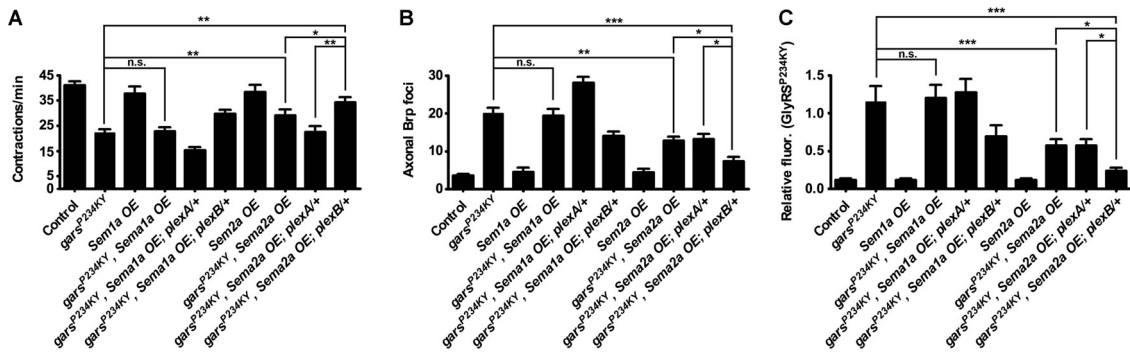 A
Contractions/min
45
35
25
15
0
**
**
n.s.
*
**
Control
gars^P234KY
Sem1a OE
gars^P234KY, Sema1a OE
gars^P234KY, Sema1a OE; plexA/+
gars^P234KY, Sema1a OE; plexB/+
Sem2a OE
gars^P234KY, Sema2a OE
gars^P234KY, Sema2a OE; plexA/+
gars^P234KY, Sema2a OE; plexB/+
B
Axonal Brp foci
30
20
10
0
***
**
n.s.
*
*
Control
gars^P234KY
Sem1a OE
gars^P234KY, Sema1a OE
gars^P234KY, Sema1a OE; plexA/+
gars^P234KY, Sema1a OE; plexB/+
Sem2a OE
gars^P234KY, Sema2a OE
gars^P234KY, Sema2a OE; plexA/+
gars^P234KY, Sema2a OE; plexB/+
C
Relative fluor. (GlyRS^P234KY)
1.5
1.0
0.5
0.0
***
***
n.s.
*
*
Control
gars^P234KY
Sem1a OE
gars^P234KY, Sema1a OE
gars^P234KY, Sema1a OE; plexA/+
gars^P234KY, Sema1a OE; plexB/+
Sem2a OE
gars^P234KY, Sema2a OE
gars^P234KY, Sema2a OE; plexA/+
gars^P234KY, Sema2a OE; plexB/+